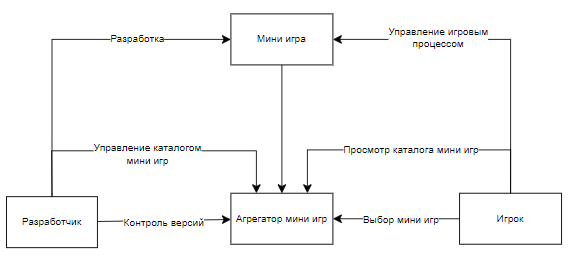 Разработка
Мини игра
Управление игровым
процессом
Управление каталогом
мини игр
Просмотр каталога мини игр
Разработчик
Контроль версий
Агрегатор мини игр
Выбор мини игр
Игрок